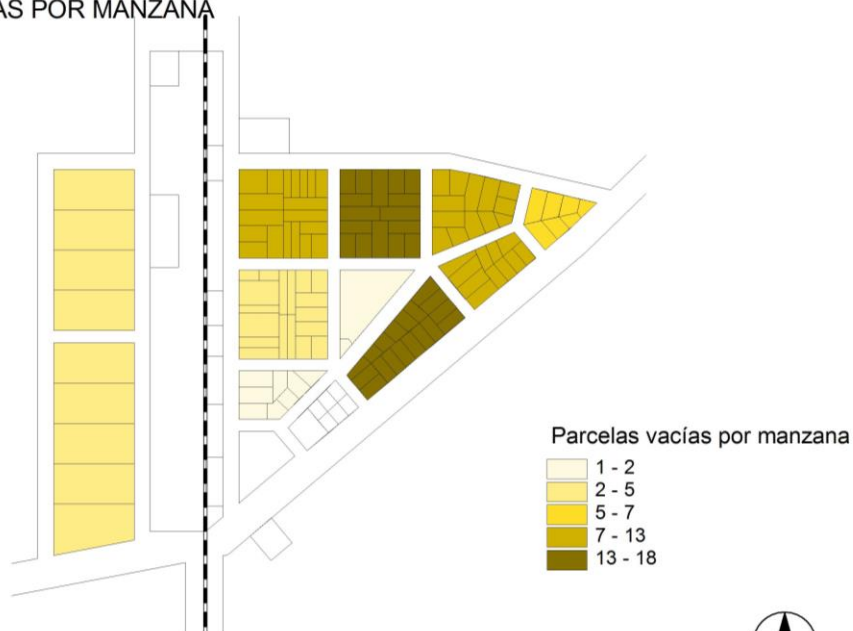 AS POR MANZANA
Parcelas vacías por manzana
1 - 2
2 - 5
5 - 7
7 - 13
13 - 18